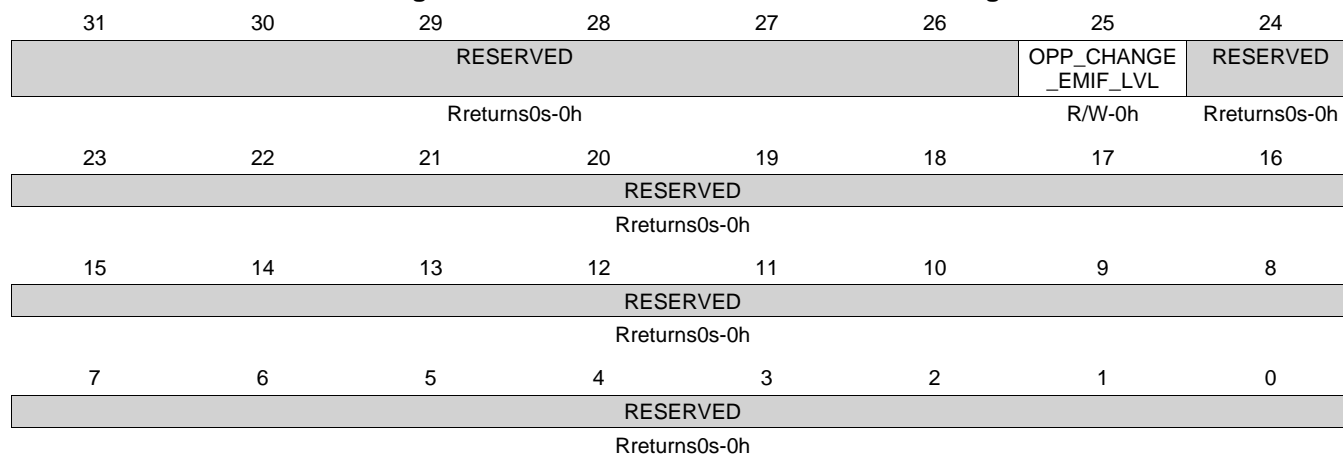 31 30 29 28 27 26 25 24
RESERVED OPP_CHANGE RESERVED
_EMIF_LVL
Rreturns0s-0h R/W-0h Rreturns0s-0h
23 22 21 20 19 18 17 16
RESERVED
Rreturns0s-0h
15 14 13 12 11 10 9 8
RESERVED
Rreturns0s-0h
7 6 5 4 3 2 1 0
RESERVED
Rreturns0s-0h